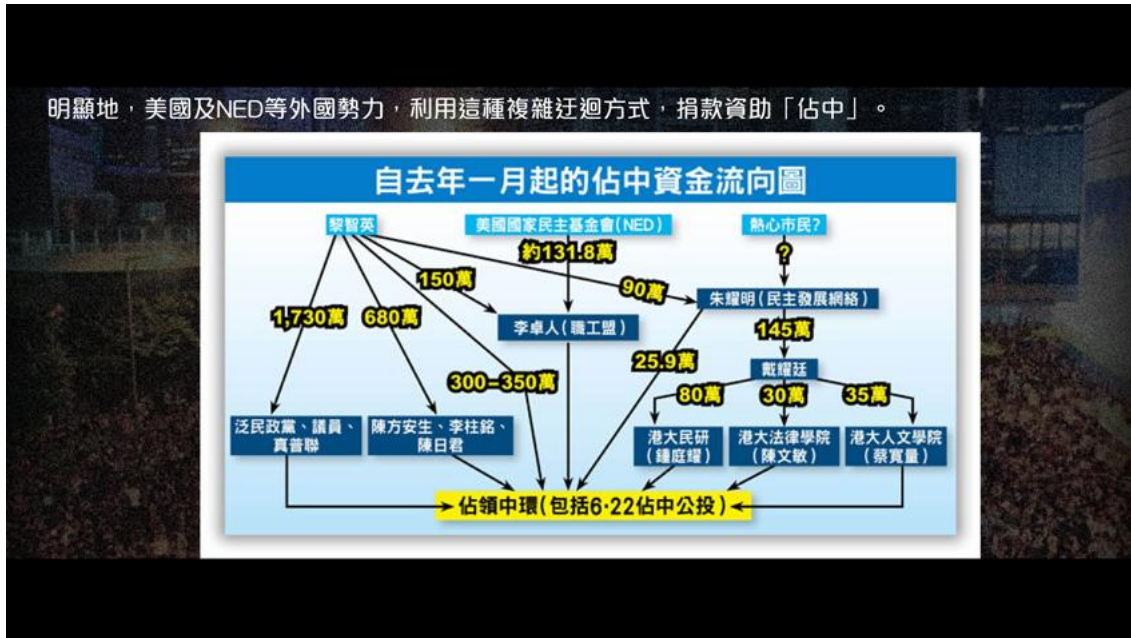 明顯地，美國及NED等外國勢力，利用這種複雜迂迴方式，捐款資助「佔中」。
自去年一月起的佔中資金流向圖
黎智英
美國國家民主基金會(NED)
熱心市民？
約131.8萬
?
150萬
90萬
朱耀明(民主發展網絡)
1,730萬
680萬
李卓人(職工盟)
145萬
25.9萬
戴耀廷
300-350萬
80萬
30萬
35萬
泛民政黨、議員、
真普聯
陳方安生、李柱銘、
陳日君
港大民研
(鍾庭耀)
港大法律學院
(陳文敏)
港大人文學院
(蔡寬量)
佔領中環(包括6·22佔中公投)